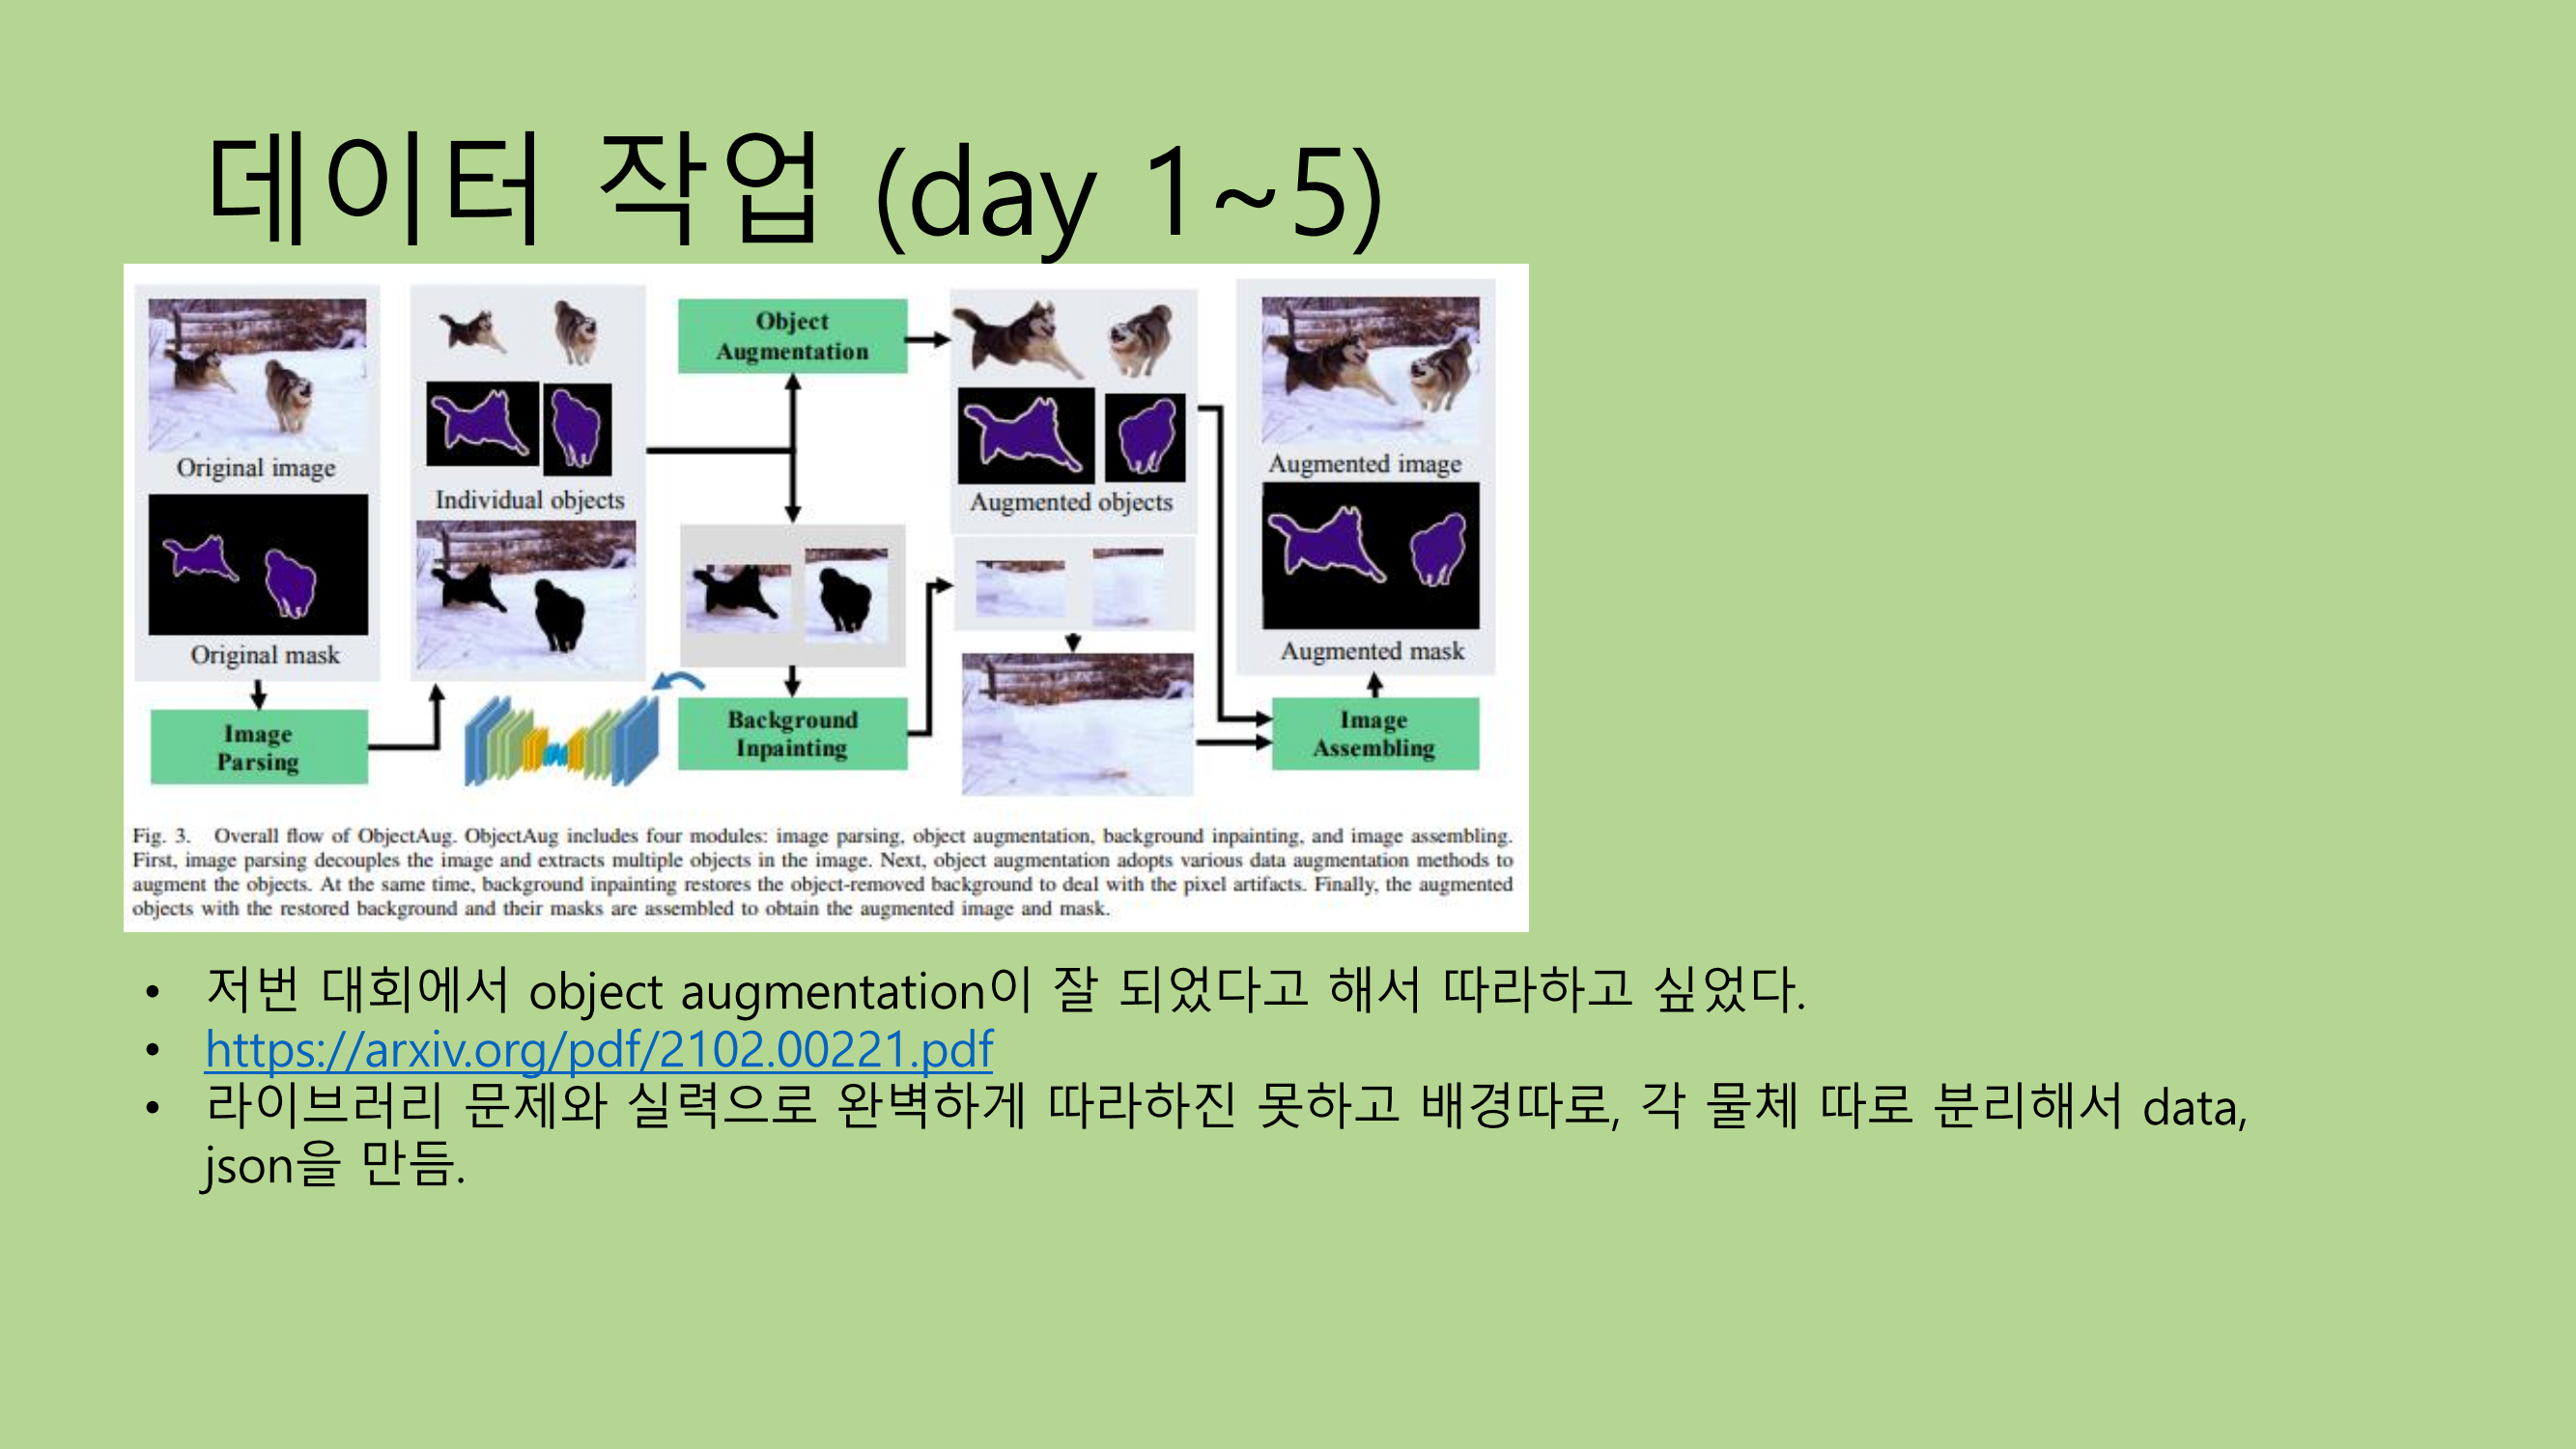 데이터 작업 (day 1~5)
Original image
Original mask
Image
Parsing
Individual objects
Object
Augmentation
Background
Inpainting
Augmented objects
Augmented image
Augmented mask
Image
Assembling
Fig. 3. Overall flow of ObjectAug. ObjectAug includes four modules: image parsing, object augmentation, background inpainting, and image assembling.
First, image parsing decouples the image and extracts multiple objects in the image. Next, object augmentation adopts various data augmentation methods to
augment the objects. At the same time, background inpainting restores the object-removed background to deal with the pixel artifacts. Finally, the augmented
objects with the restored background and their masks are assembled to obtain the augmented image and mask.
• 저번 대회에서 object augmentation이 잘 되었다고 해서 따라하고 싶었다.
• https://arxiv.org/pdf/2102.00221.pdf
• 라이브러리 문제와 실력으로 완벽하게 따라하진 못하고 배경따로, 각 물체 따로 분리해서 data,
json을 만듬.